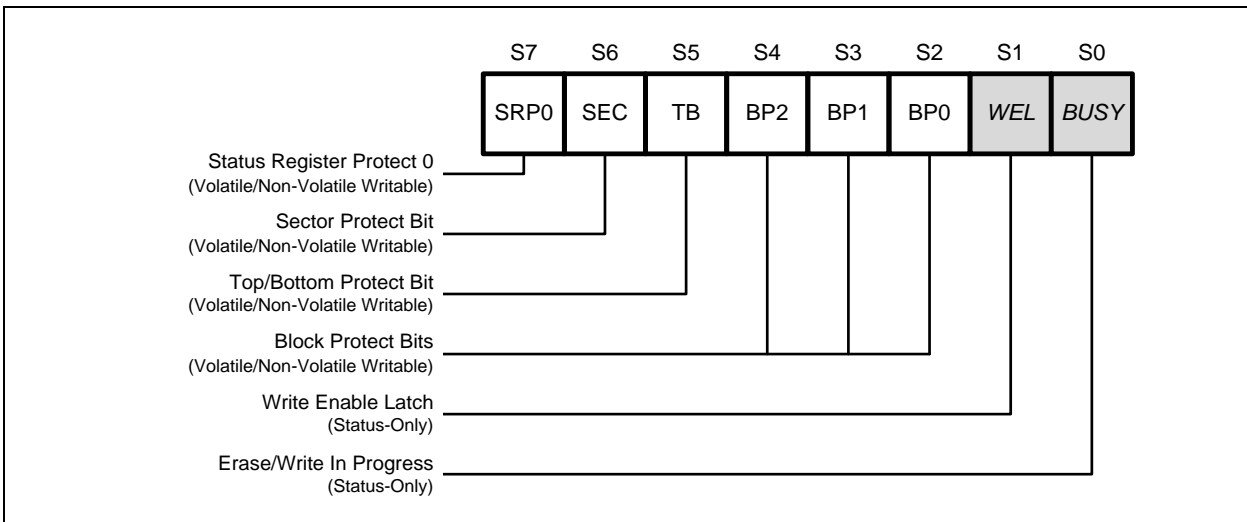 S7 S6 S5 S4 S3 S2 S1 S0
SRP0 SEC TB BP2 BP1 BP0 WEL BUSY
Status Register Protect 0
(Volatile/Non-Volatile Writable)
Sector Protect Bit
(Volatile/Non-Volatile Writable)
Top/Bottom Protect Bit
(Volatile/Non-Volatile Writable)
Block Protect Bits
(Volatile/Non-Volatile Writable)
Write Enable Latch
(Status-Only)
Erase/Write In Progress
(Status-Only)